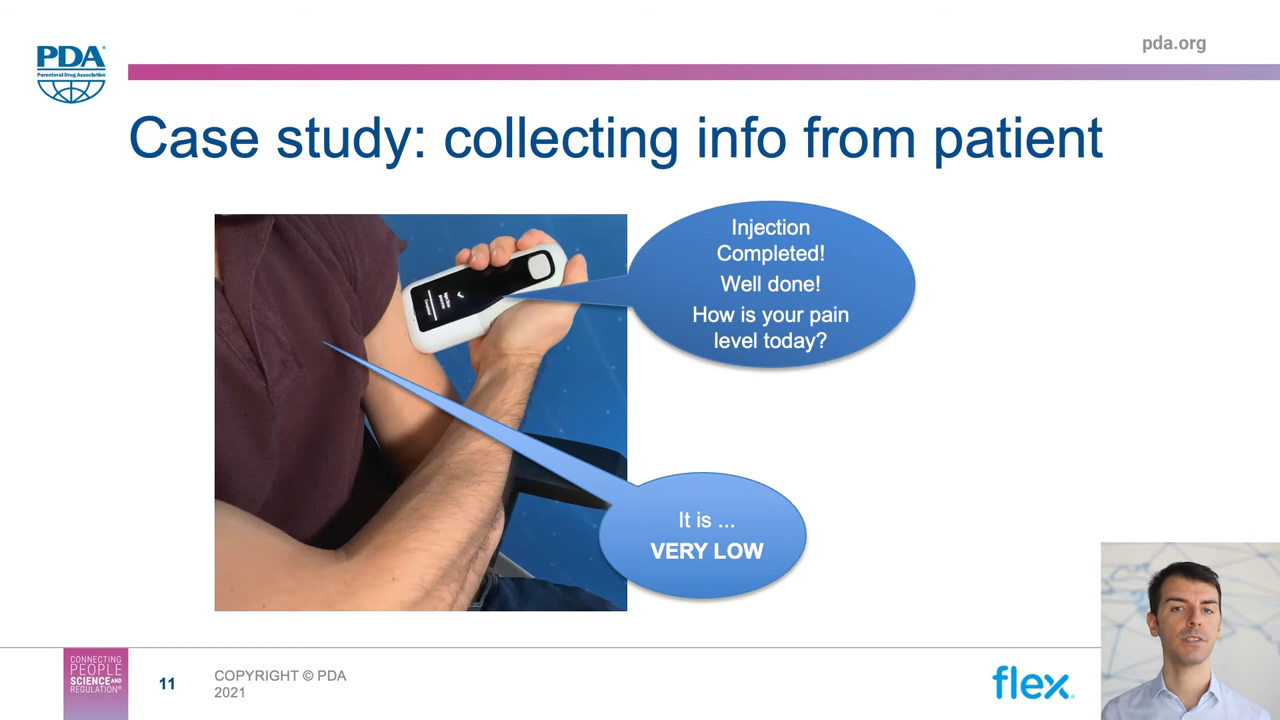 pda.org
PDA
Parenteral Drug Association
Case study: collecting info from patient
Injection
Completed!
Well done!
How is your pain
level today?
It is ...
VERY LOW
CONNECTING
PEOPLE
SCIENCE AND
REGULATION®
11
COPYRIGHT © PDA
2021
flex